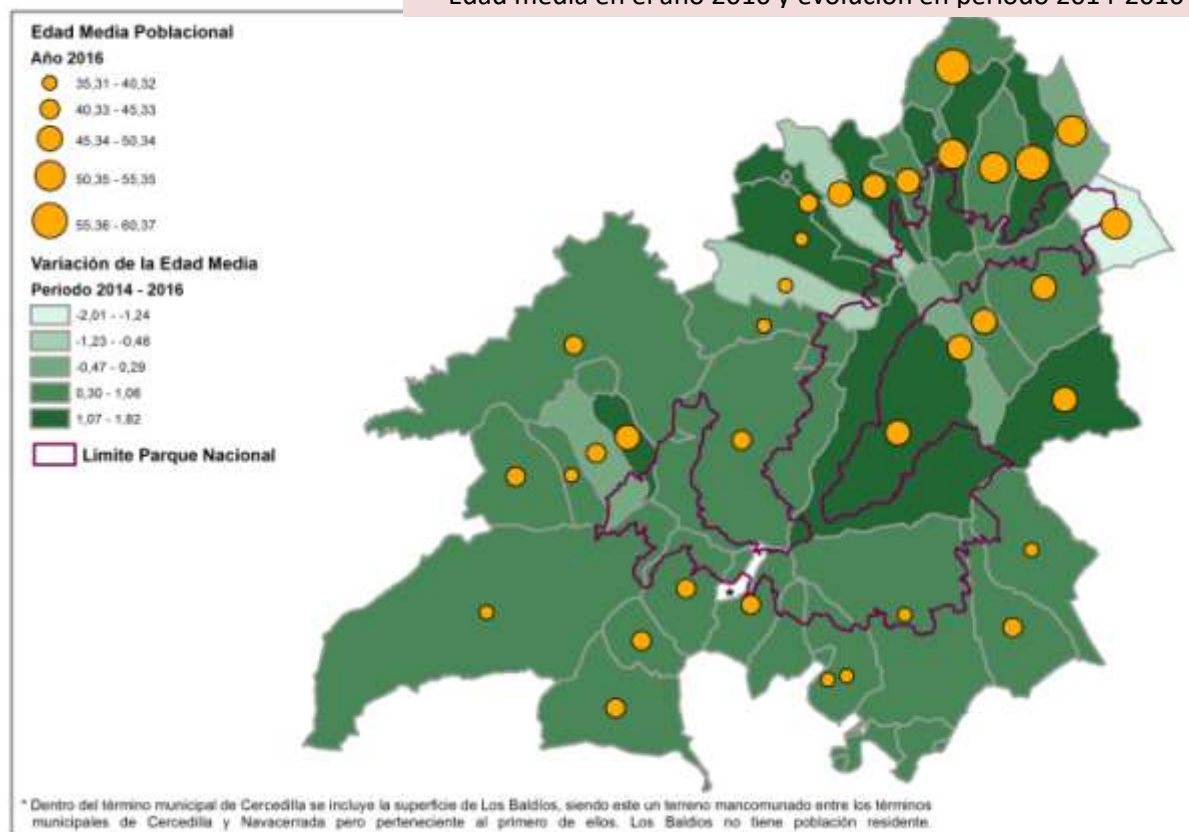 Edad media en el año 2016 y evolución en periodo 2014-2016
Edad Media Poblacional
Año 2016
35,31 - 40,32
40,33 - 45,33
45,34 - 50,34
50,35 - 55,35
55,36 - 60,37
Variación de la Edad Media
Periodo 2014 - 2016
-2,01 - -1,24
-1,23 - -0,48
-0,47 - 0,29
0,30 - 1,06
1,07 - 1,82
Límite Parque Nacional
*
* Dentro del término municipal de Cercedilla se incluye la superficie de Los Baldíos, siendo este un terreno mancomunado entre los términos
municipales de Cercedilla y Navacerrada pero perteneciente al primero de ellos. Los Baldíos no tiene población residente.